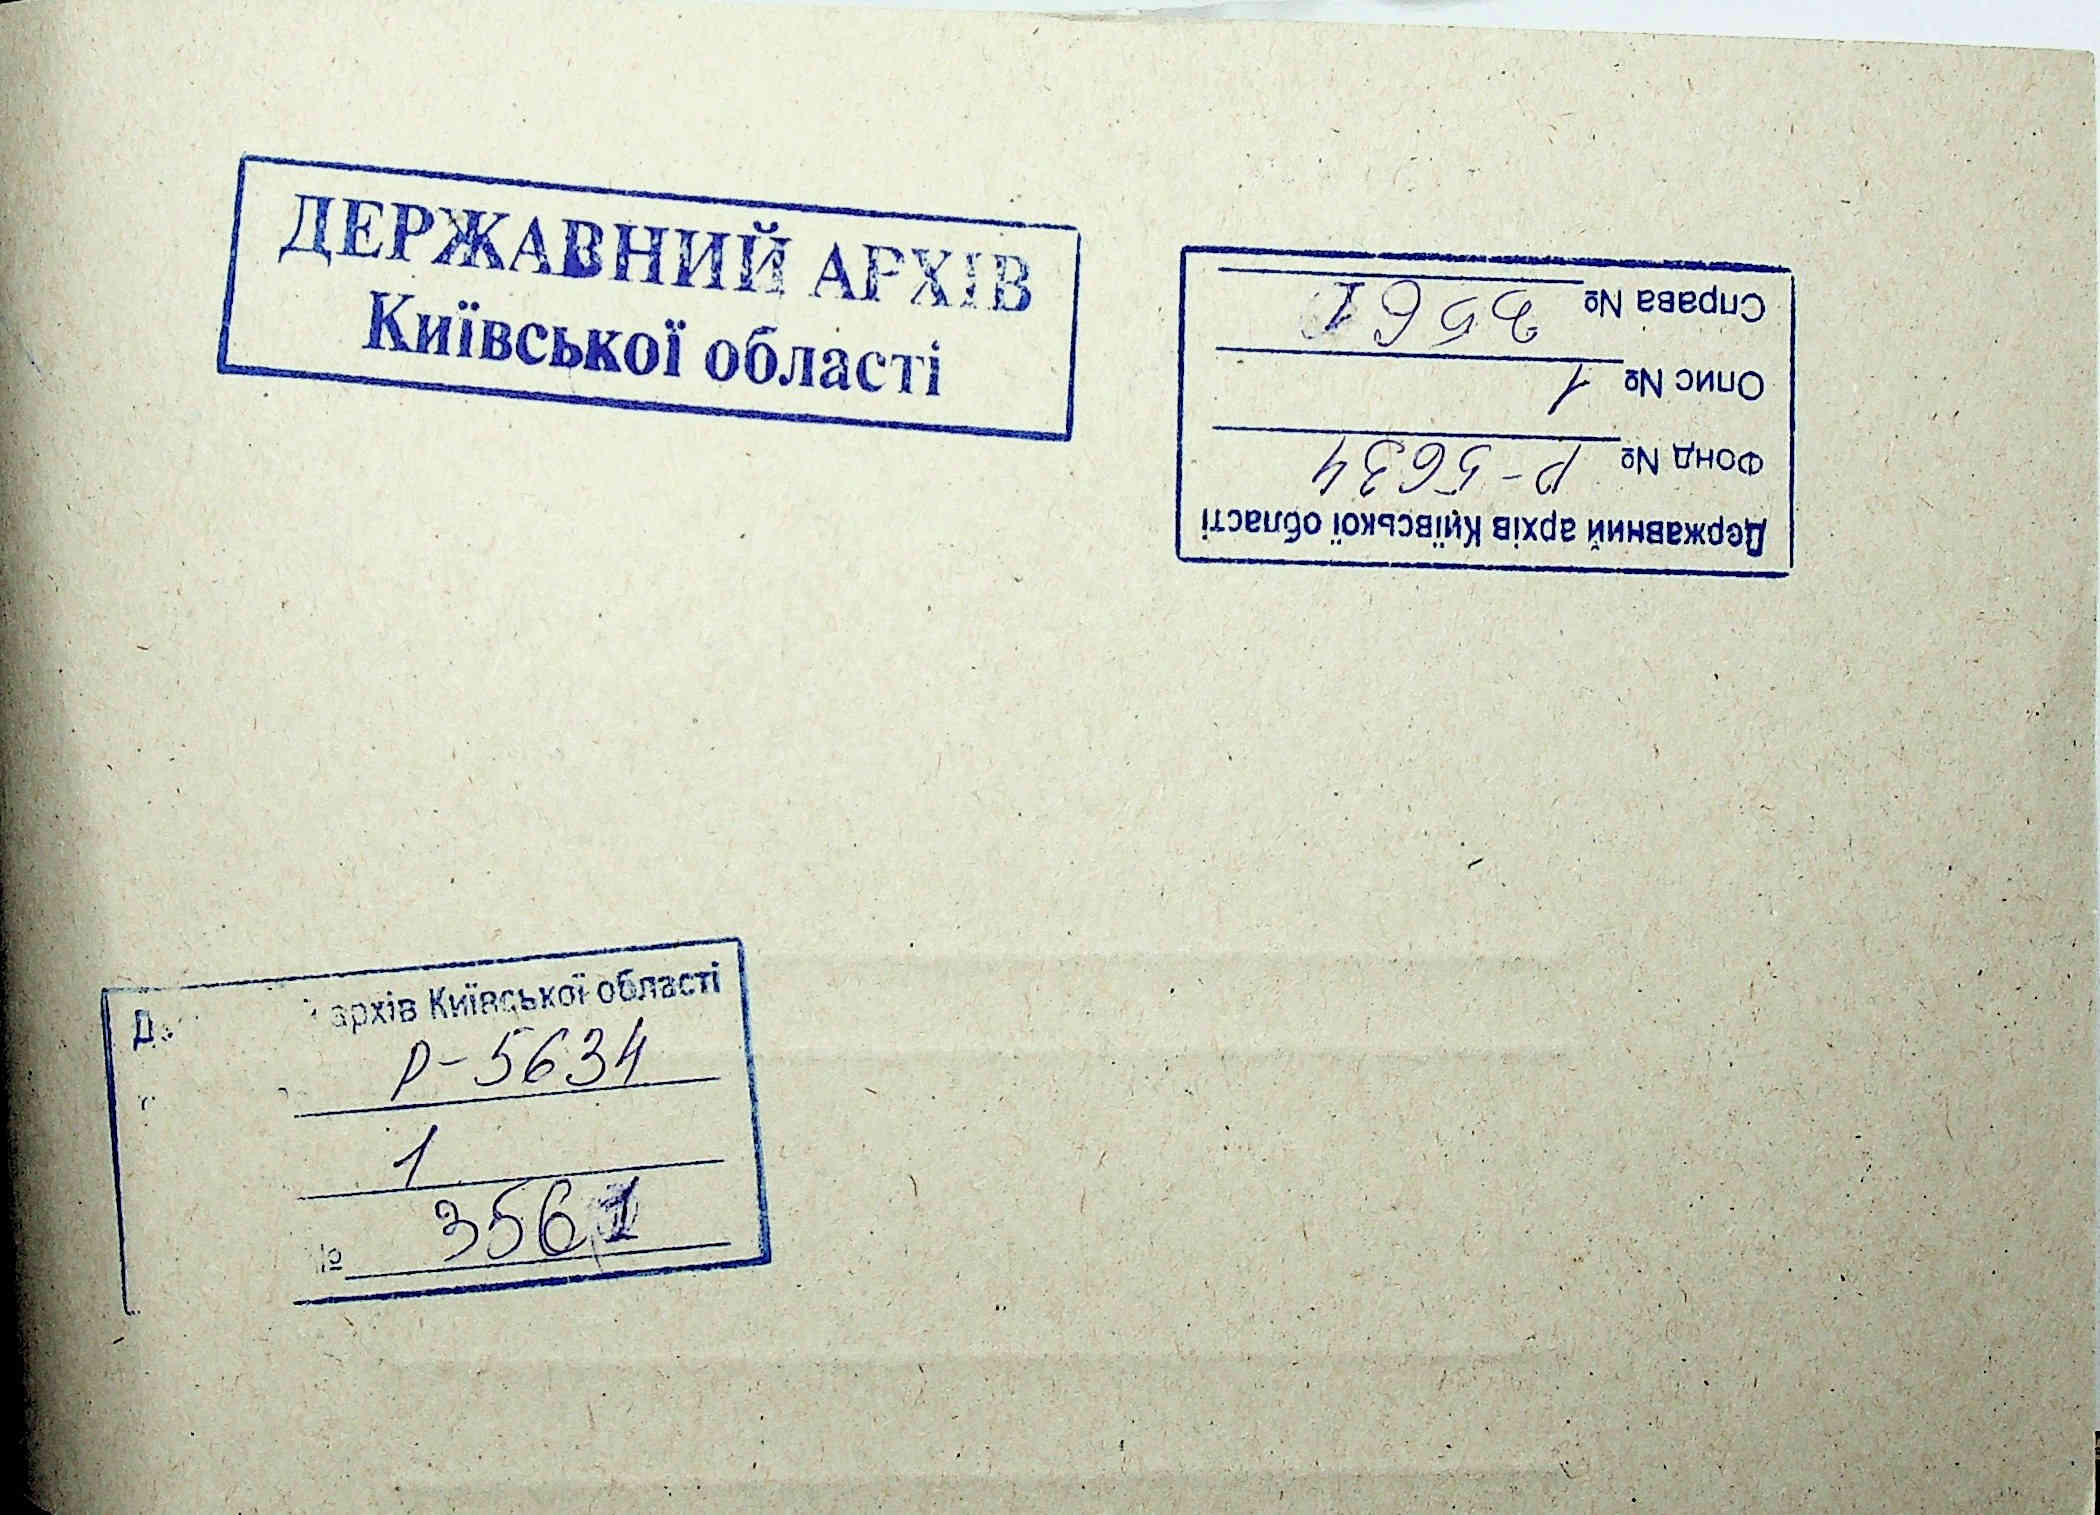 ДЕРЖАВНИЙ АРХІВ
Київської області
Державний архів Київської області
Фонд № Р-5634
Опис № 1
Справа № 3561
архів Київської області
Р-5634
1
№ 3561